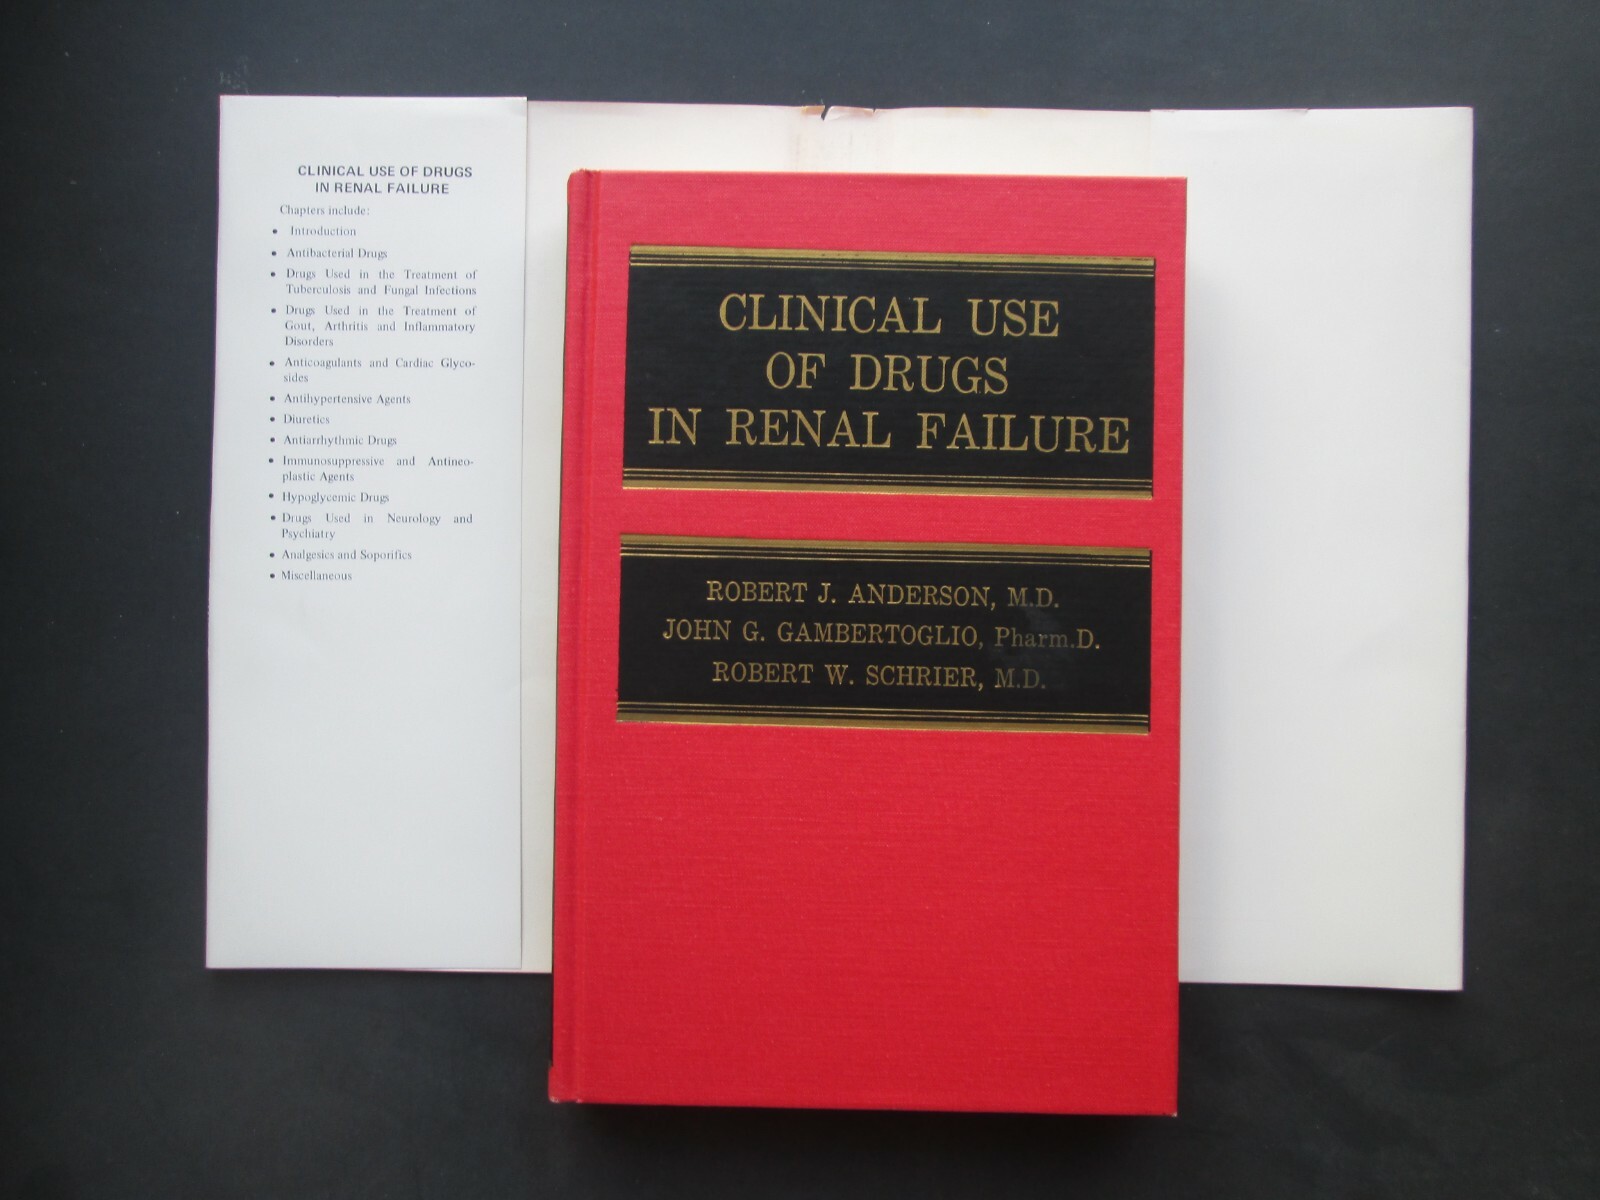 CLINICAL USE OF DRUGS
IN RENAL FAILURE
Chapters include:
• Introduction
• Antibacterial Drugs
• Drugs Used in the Treatment of
Tuberculosis and Fungal Infections
• Drugs Used in the Treatment of
Gout, Arthritis and Inflammatory
Disorders
• Anticoagulants and Cardiac Glyco-
sides
• Antihypertensive Agents
• Diuretics
• Antiarrhythmic Drugs
• Immunosuppressive and Antineo-
plastic Agents
• Hypoglycemic Drugs
• Drugs Used in Neurology and
Psychiatry
• Analgesics and Soporifics
• Miscellaneous
CLINICAL USE
OF DRUGS
IN RENAL FAILURE
ROBERT J. ANDERSON, M.D.
JOHN G. GAMBERTOGLIO, Pharm.D.
ROBERT W. SCHRIER, M.D.